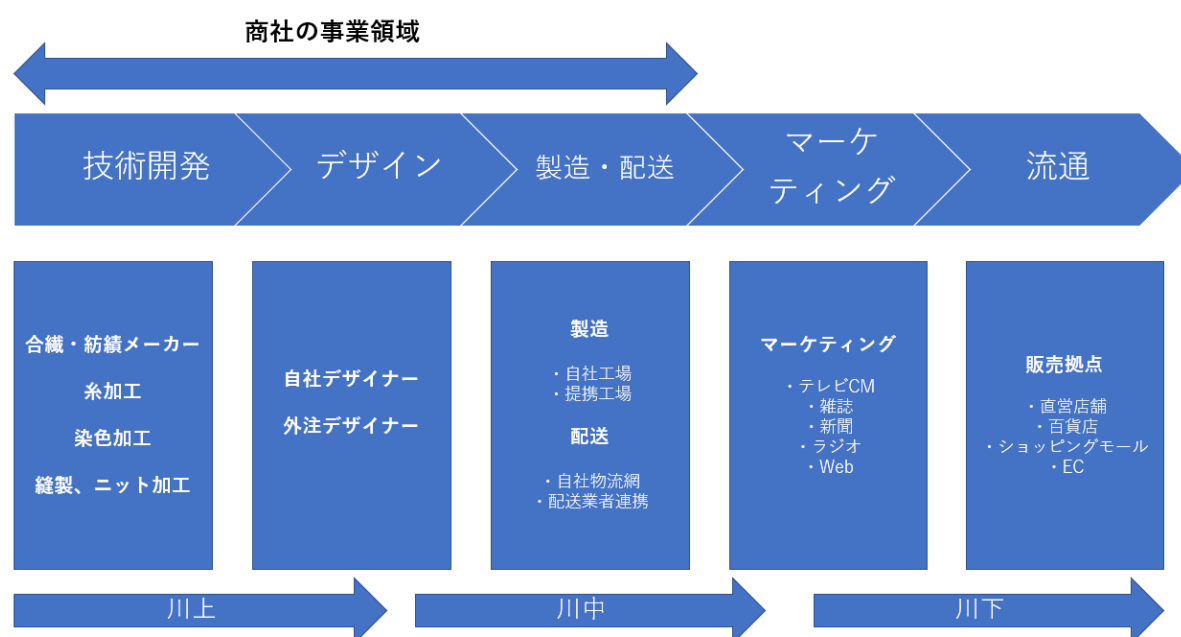 商社の事業領域
技術開発
デザイン
製造・配送
マーケ
ティング
流通
合繊・紡績メーカー
糸加工
染色加工
縫製、ニット加工
自社デザイナー
外注デザイナー
製造
・自社工場
・提携工場
配送
・自社物流網
・配送業者連携
マーケティング
・テレビCM
・雑誌
・新聞
・ラジオ
・Web
販売拠点
・直営店舗
・百貨店
・ショッピングモール
・EC
川上
川中
川下